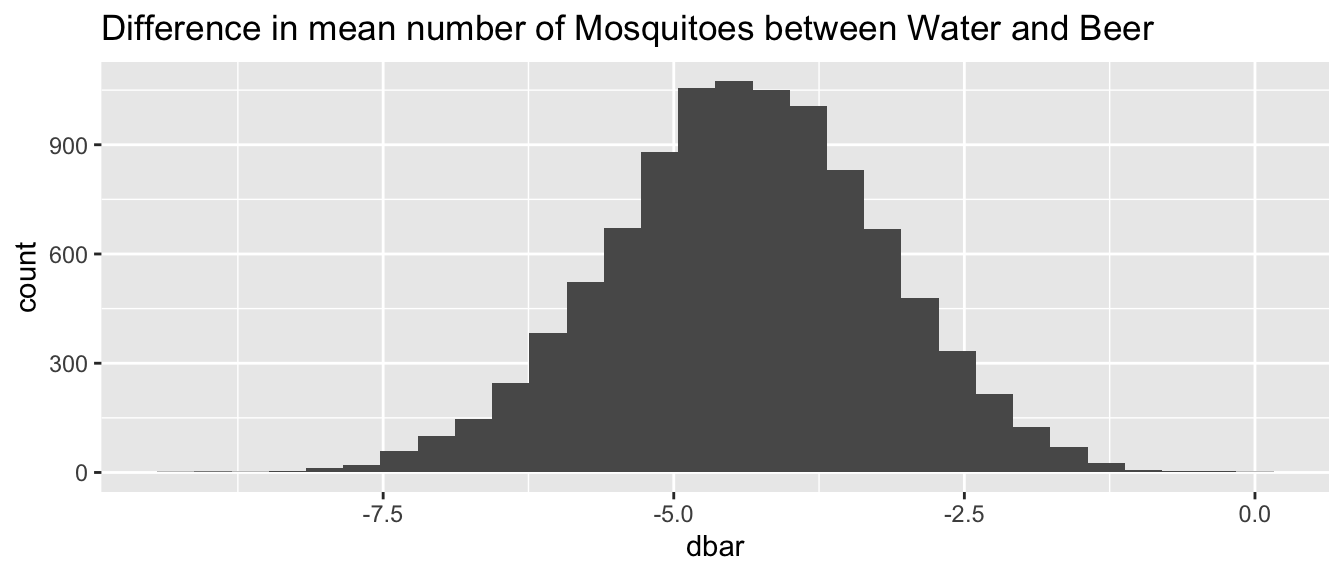 Difference in mean number of Mosquitoes between Water and Beer
count
900
600
300
0
-7.5
-5.0
-2.5
0.0
dbar